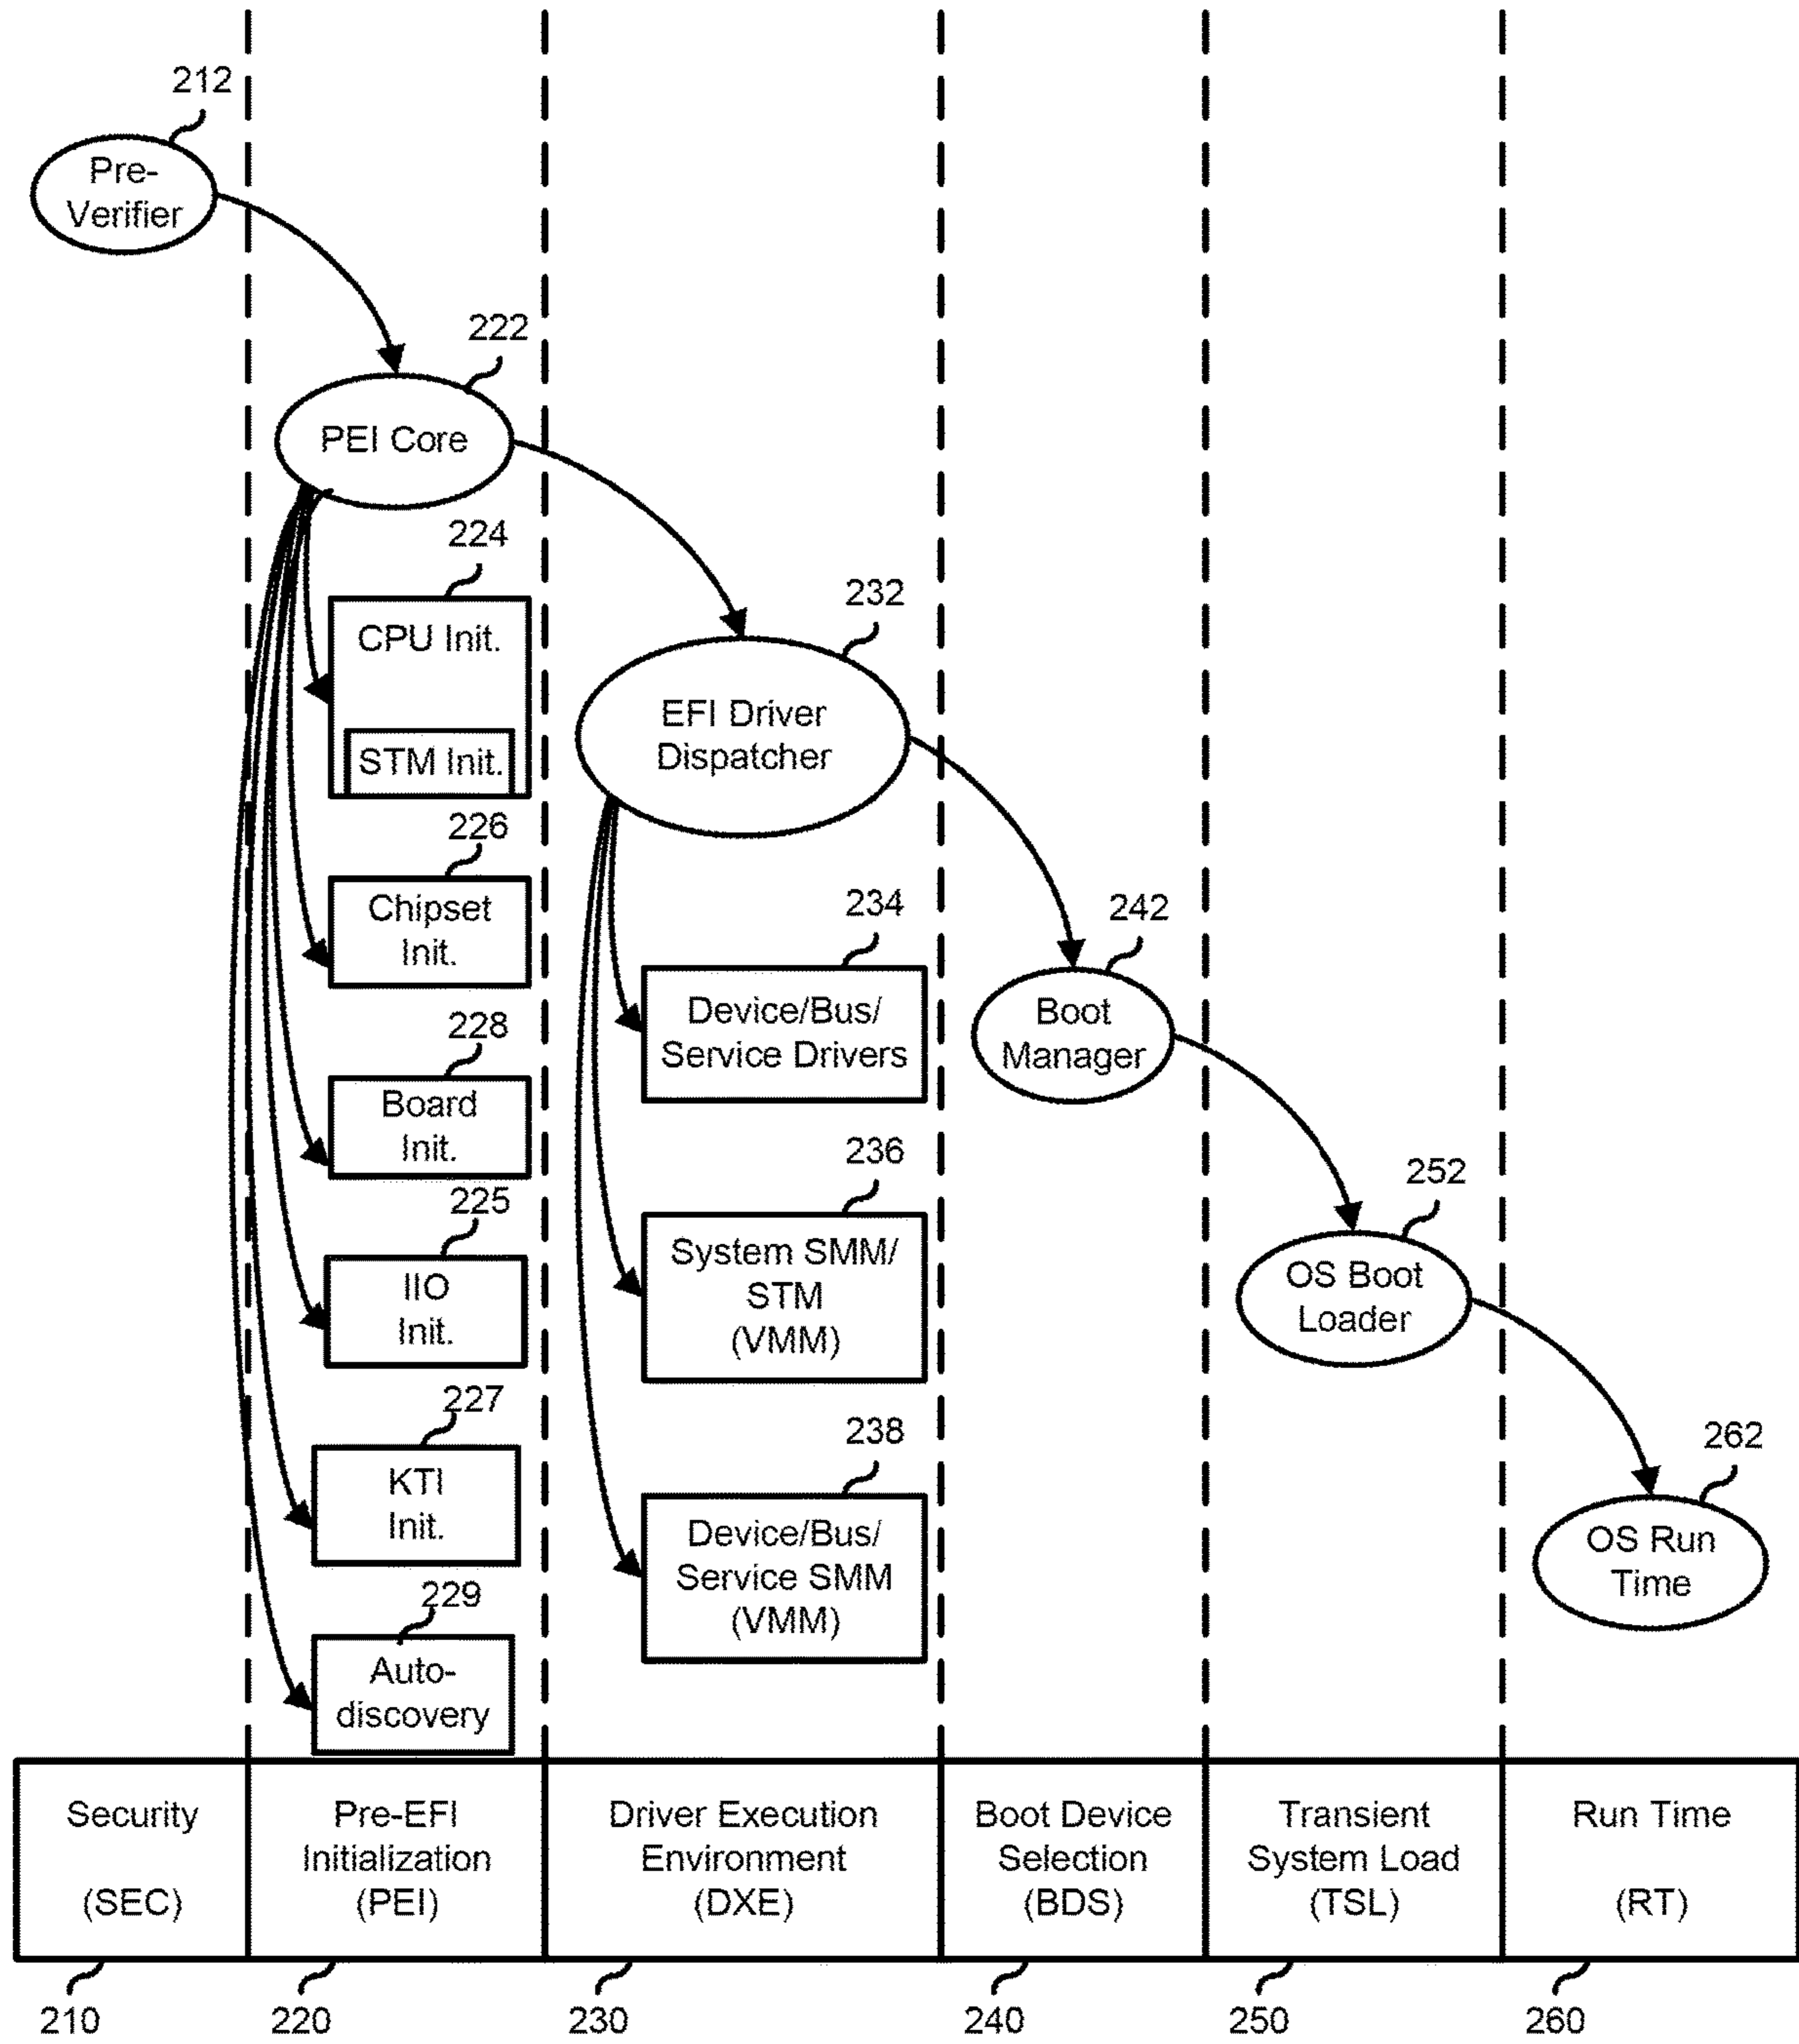 212
Pre-
Verifier
222
PEI Core
224
CPU Init.
STM Init.
226
Chipset
Init.
228
Board
Init.
225
IIO
Init.
227
KTI
Init.
229
Auto-
discovery
232
EFI Driver
Dispatcher
234
Device/Bus/
Service Drivers
236
System SMM/
STM
(VMM)
238
Device/Bus/
Service SMM
(VMM)
242
Boot
Manager
252
OS Boot
Loader
262
OS Run
Time
Security
(SEC)
Pre-EFI
Initialization
(PEI)
Driver Execution
Environment
(DXE)
Boot Device
Selection
(BDS)
Transient
System Load
(TSL)
Run Time
(RT)
210
220
230
240
250
260